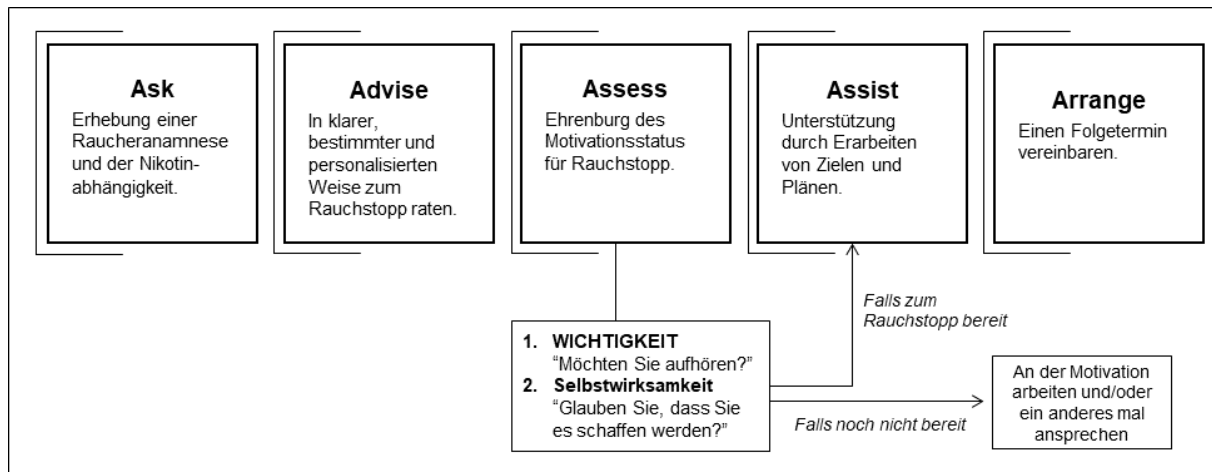 Ask
Erhebung einer
Raucheranamnese
und der Nikotin-
abhängigkeit.
Advise
In klarer,
bestimmter und
personalisierten
Weise zum
Rauchstopp raten.
Assess
Ehrenburg des
Motivationsstatus
für Rauchstopp.
Assist
Unterstützung
durch Erarbeiten
von Zielen und
Plänen.
Arrange
Einen Folgetermin
vereinbaren.
Falls zum
Rauchstopp bereit
1. WICHTIGKEIT
“Möchten Sie aufhören?”
2. Selbstwirksamkeit
“Glauben Sie, dass Sie
es schaffen werden?”
Falls noch nicht bereit
An der Motivation
arbeiten und/oder
ein anderes mal
ansprechen